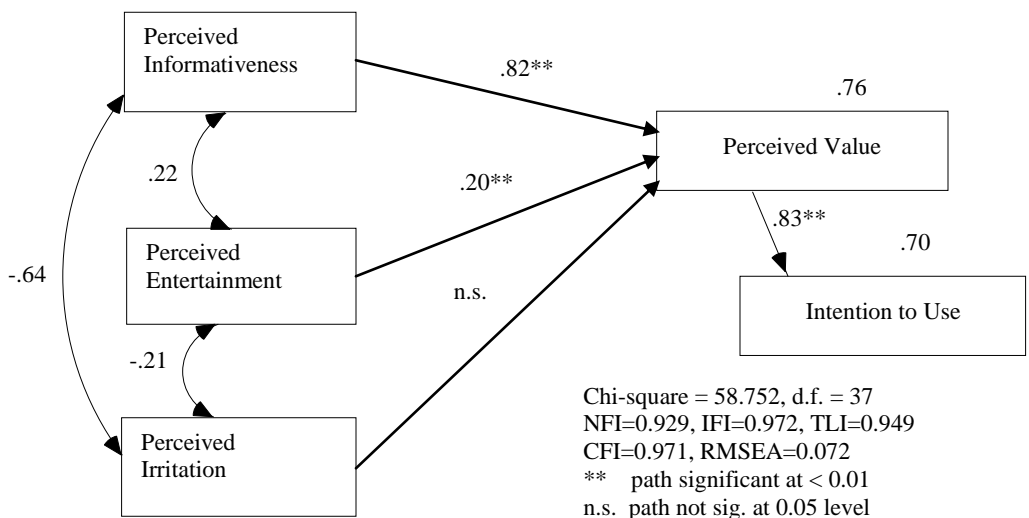 Perceived
Informativeness
.82**
.76
Perceived Value
.22
.20**
.83**
Perceived
Entertainment
-.64
n.s.
.70
Intention to Use
-.21
Perceived
Irritation
Chi-square = 58.752, d.f. = 37
NFI=0.929, IFI=0.972, TLI=0.949
CFI=0.971, RMSEA=0.072
** path significant at < 0.01
n.s. path not sig. at 0.05 level